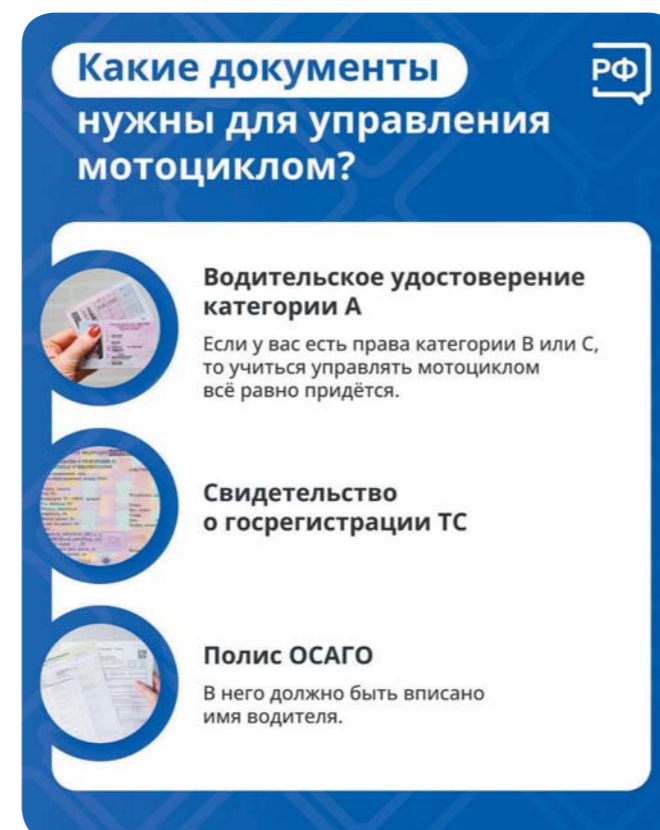 Какие документы
РФ
нужны для управления
мотоциклом?
Водительское удостоверение
категории А
Если у вас есть права категории B или C,
то учиться управлять мотоциклом
всё равно придётся.
Свидетельство
о госрегистрации ТС
Полис ОСАГО
В него должно быть вписано
имя водителя.